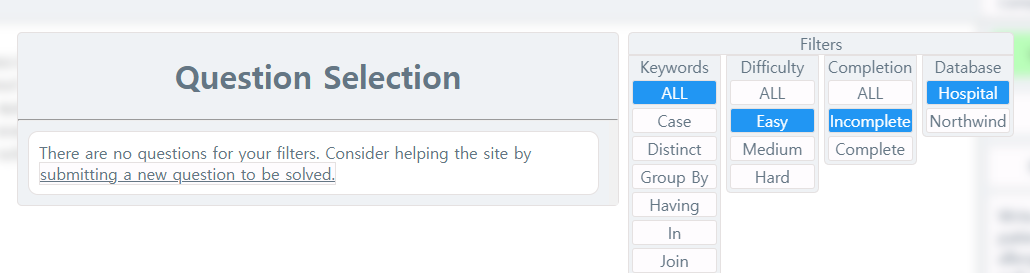 Question Selection
There are no questions for your filters. Consider helping the site by
submitting a new question to be solved.
Filters
Keywords
ALL
Case
Distinct
Group By
Having
In
Join
Difficulty
ALL
Easy
Medium
Hard
Completion
ALL
Incomplete
Complete
Database
Hospital
Northwind